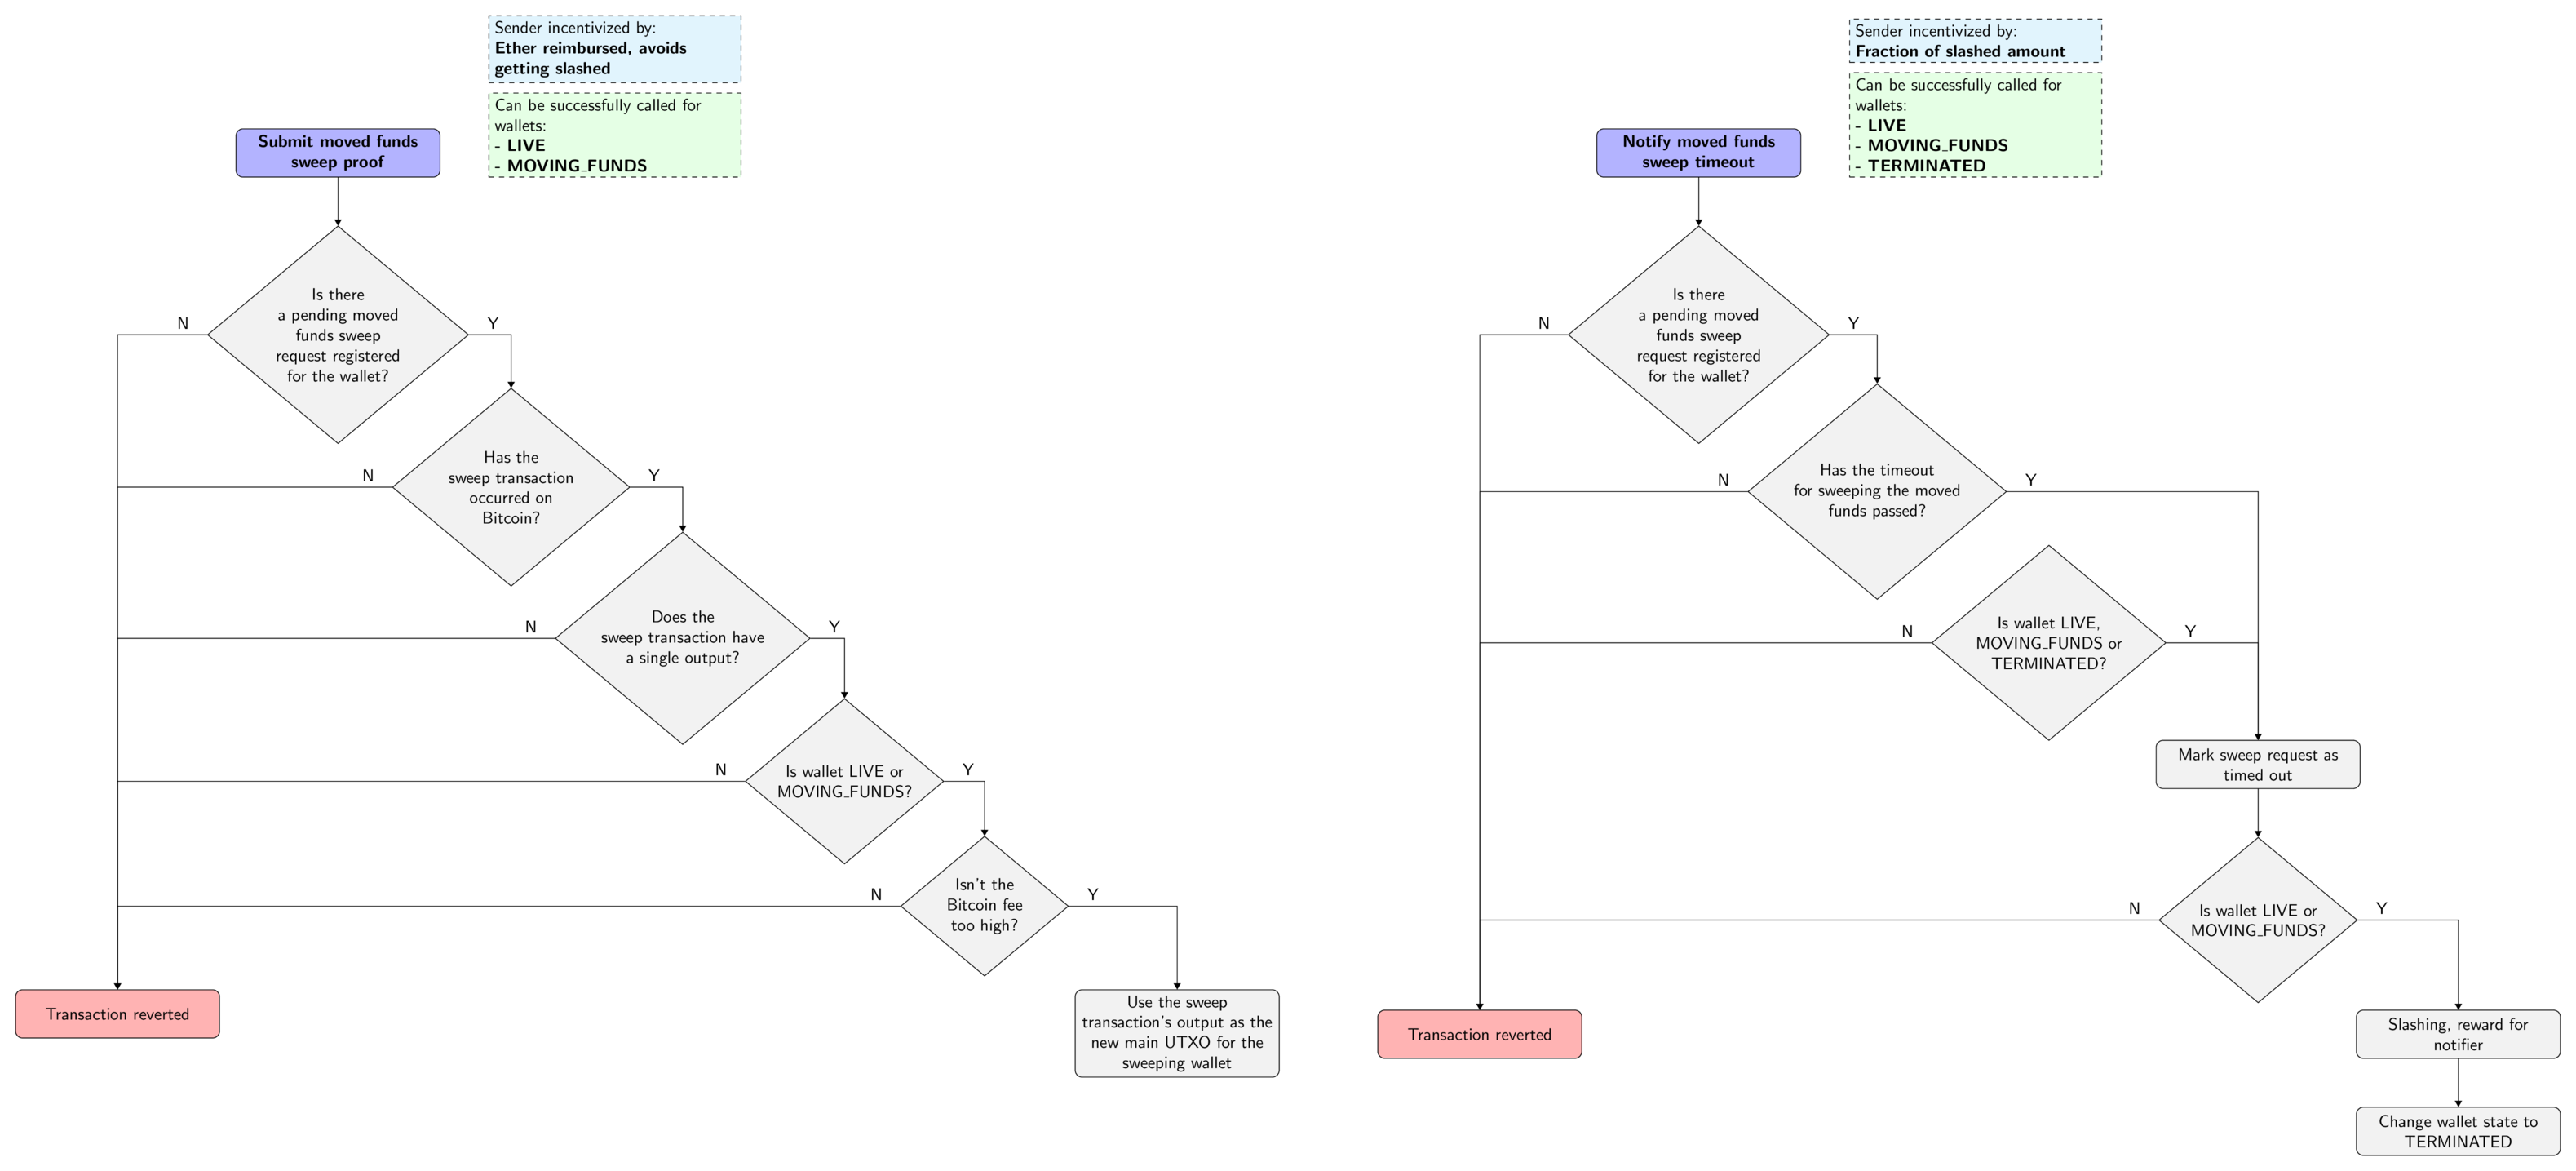 Sender incentivized by:
Ether reimbursed, avoids
getting slashed
Can be successfully called for
wallets:
- LIVE
- MOVING_FUNDS
Submit moved funds
sweep proof
Is there
a pending moved
funds sweep
request registered
for the wallet?
N
Y
Has the
sweep transaction
occurred on
Bitcoin?
N
Y
Does the
sweep transaction have
a single output?
N
Y
Is wallet LIVE or
MOVING_FUNDS?
N
Y
Isn't the
Bitcoin fee
too high?
N
Y
Transaction reverted
Use the sweep
transaction's output as the
new main UTXO for the
sweeping wallet
Sender incentivized by:
Fraction of slashed amount
Can be successfully called for
wallets:
- LIVE
- MOVING_FUNDS
- TERMINATED
Notify moved funds
sweep timeout
Is there
a pending moved
funds sweep
request registered
for the wallet?
N
Y
Has the timeout
for sweeping the moved
funds passed?
N
Y
Is wallet LIVE,
MOVING_FUNDS or
TERMINATED?
N
Y
Mark sweep request as
timed out
Is wallet LIVE or
MOVING_FUNDS?
N
Y
Transaction reverted
Slashing, reward for
notifier
Change wallet state to
TERMINATED